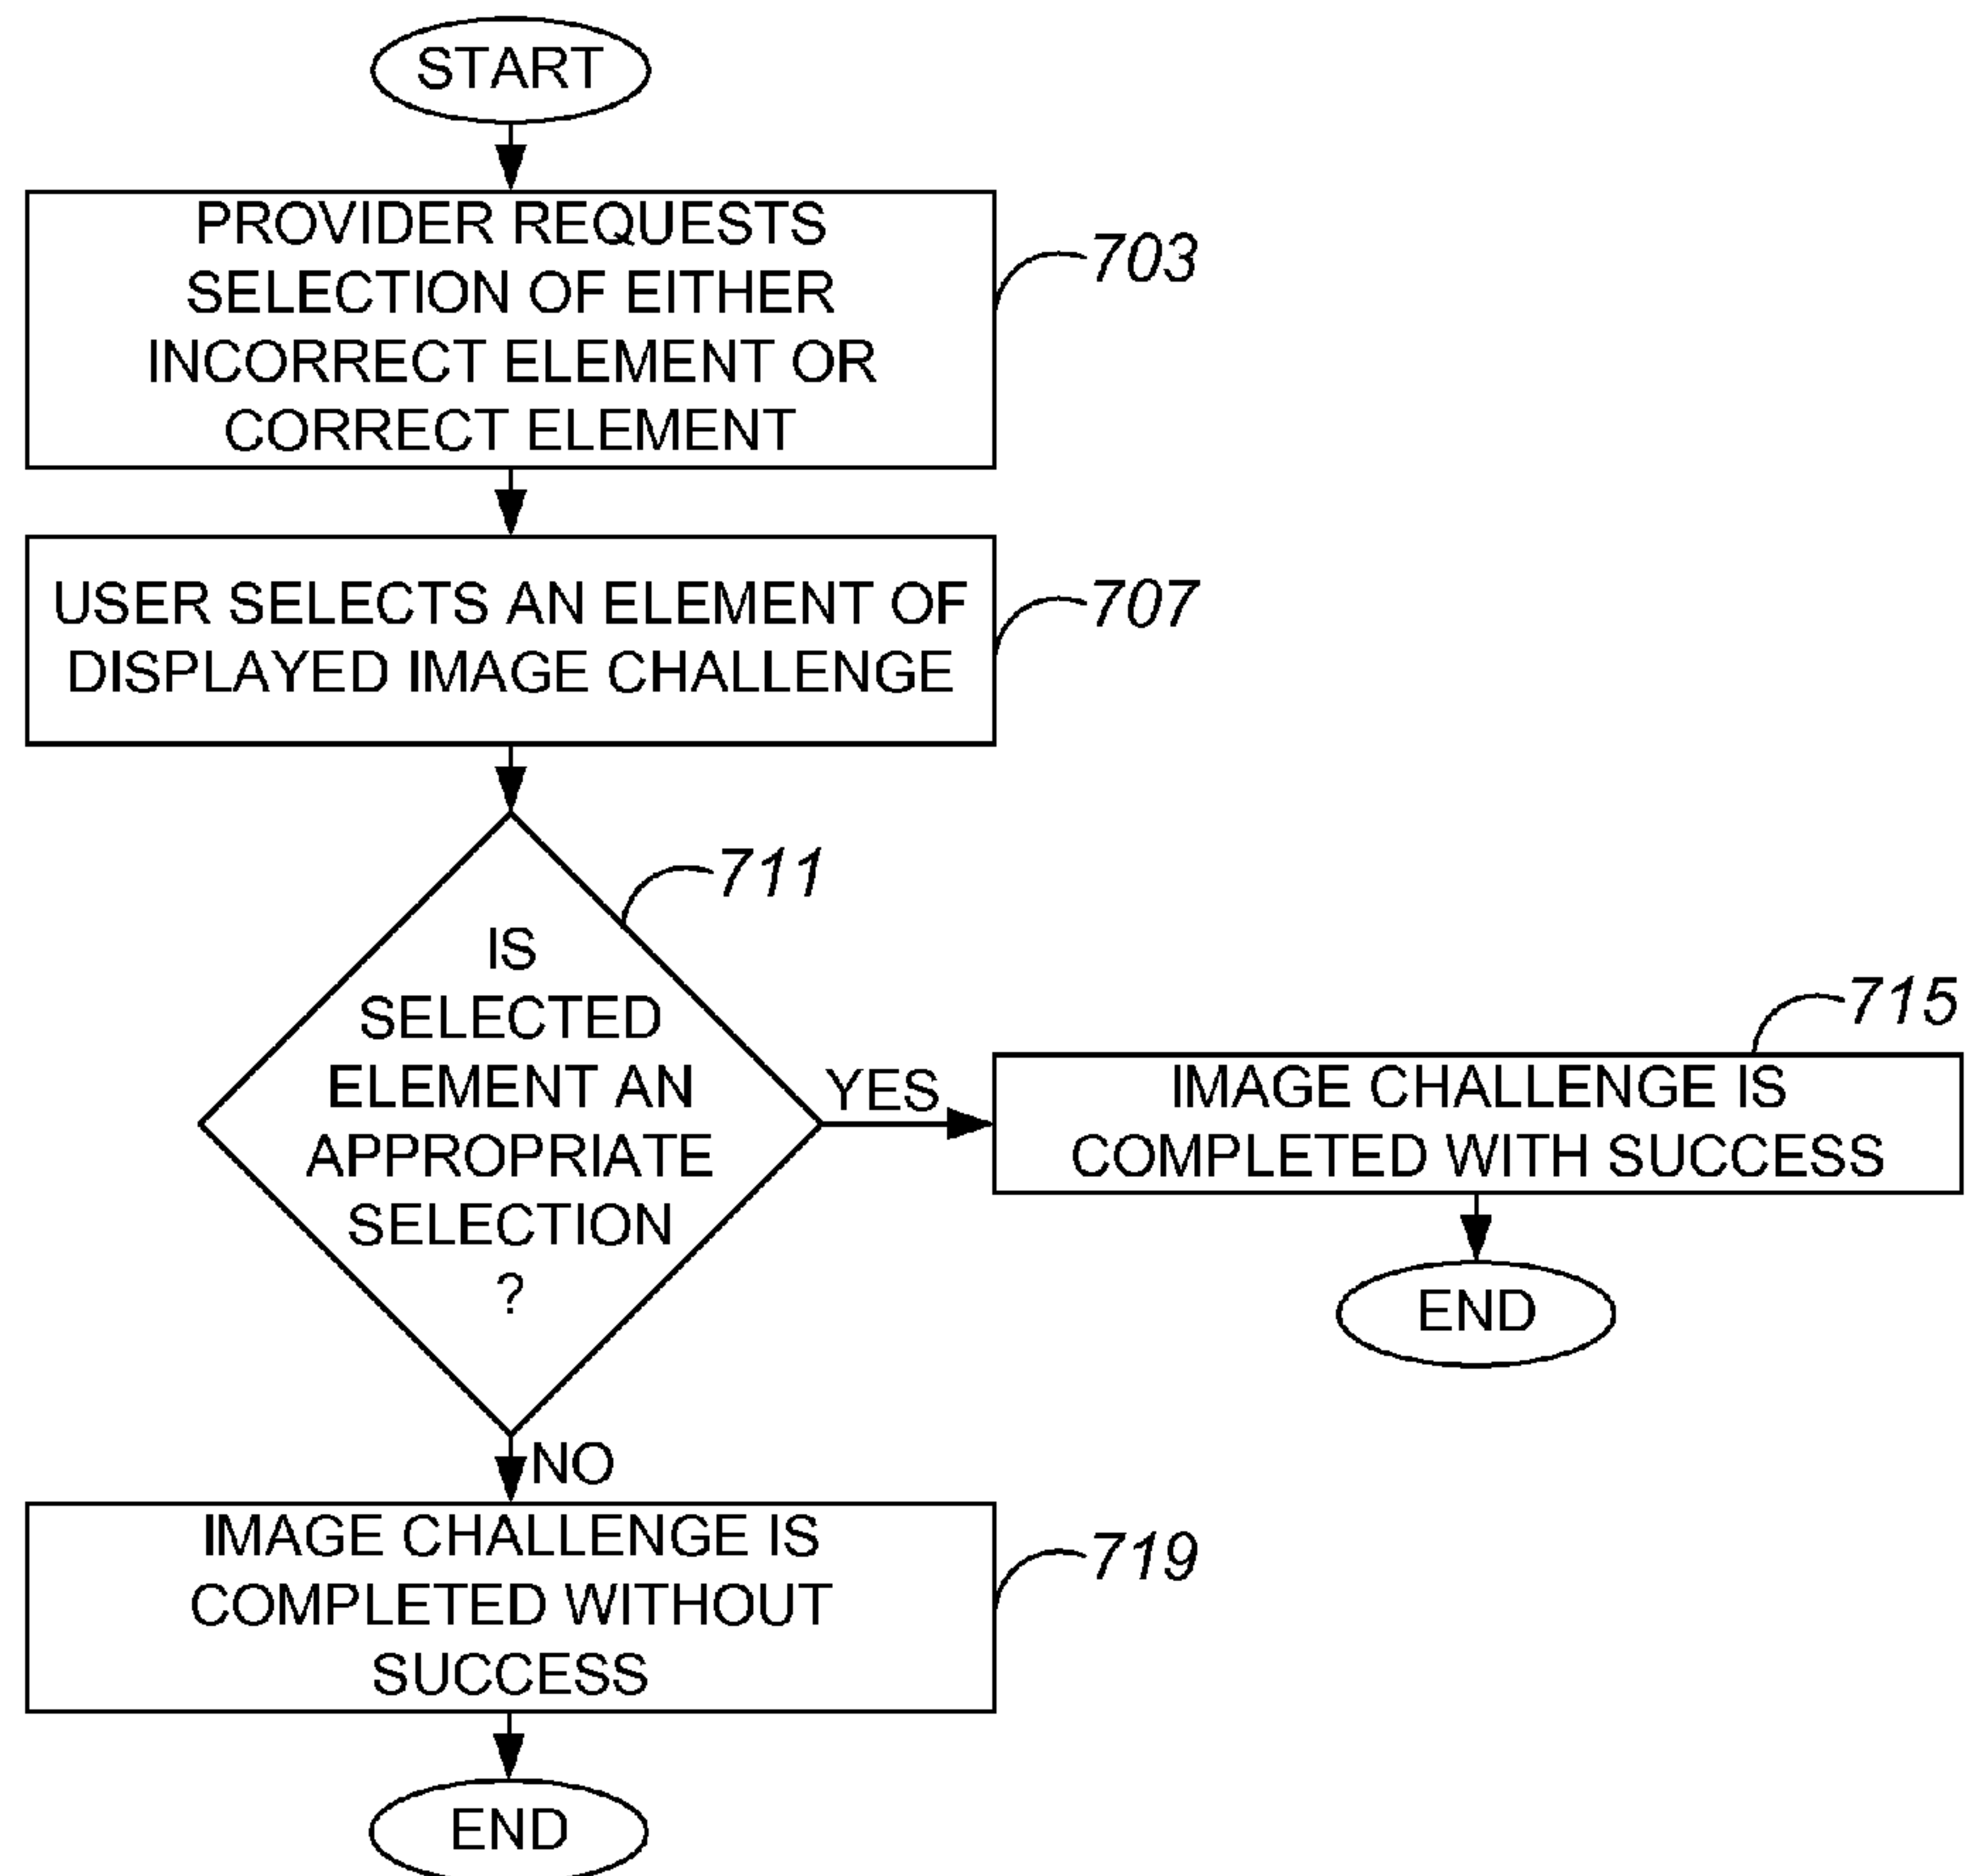 START
PROVIDER REQUESTS
SELECTION OF EITHER
INCORRECT ELEMENT OR
CORRECT ELEMENT
703
USER SELECTS AN ELEMENT OF
DISPLAYED IMAGE CHALLENGE
707
711
IS
SELECTED
ELEMENT AN
APPROPRIATE
SELECTION
?
YES
715
IMAGE CHALLENGE IS
COMPLETED WITH SUCCESS
END
NO
IMAGE CHALLENGE IS
COMPLETED WITHOUT
SUCCESS
719
END